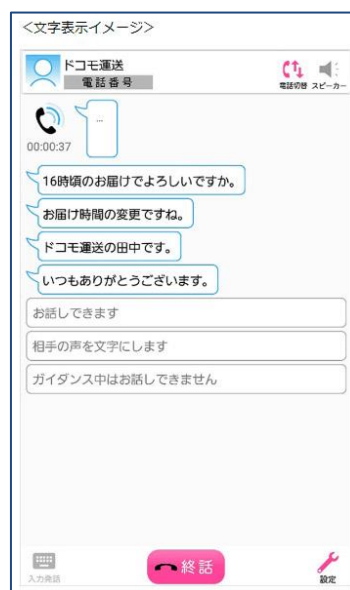 ＜文字表示イメージ＞
ドコモ運送
電話番号
電話切替 スピーカー
...
00:00:37
16時頃のお届けでよろしいですか。
お届け時間の変更ですね。
ドコモ運送の田中です。
いつもありがとうございます。
お話しできます
相手の声を文字にします
ガイダンス中はお話しできません
入力発話
終話
設定